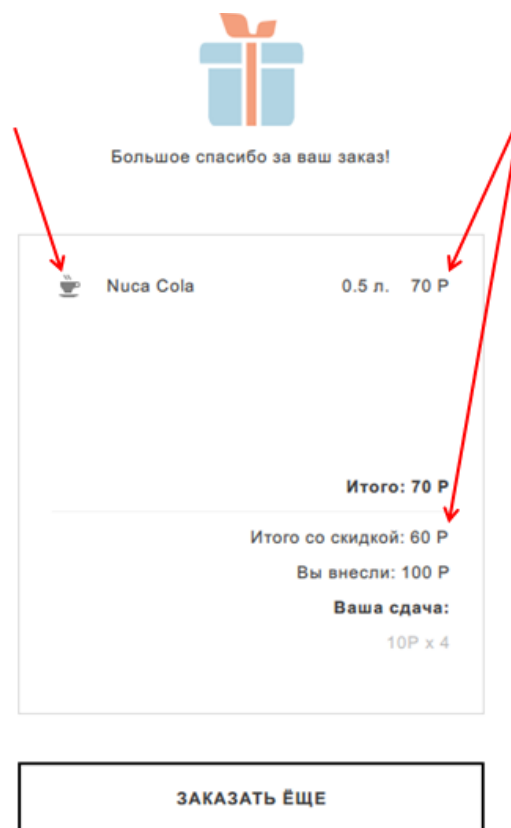 Большое спасибо за ваш заказ!
Nuca Cola 0.5 л. 70 Р
Итого: 70 Р
Итого со скидкой: 60 Р
Вы внесли: 100 Р
Ваша сдача:
10Р x 4
ЗАКАЗАТЬ ЁЩЕ